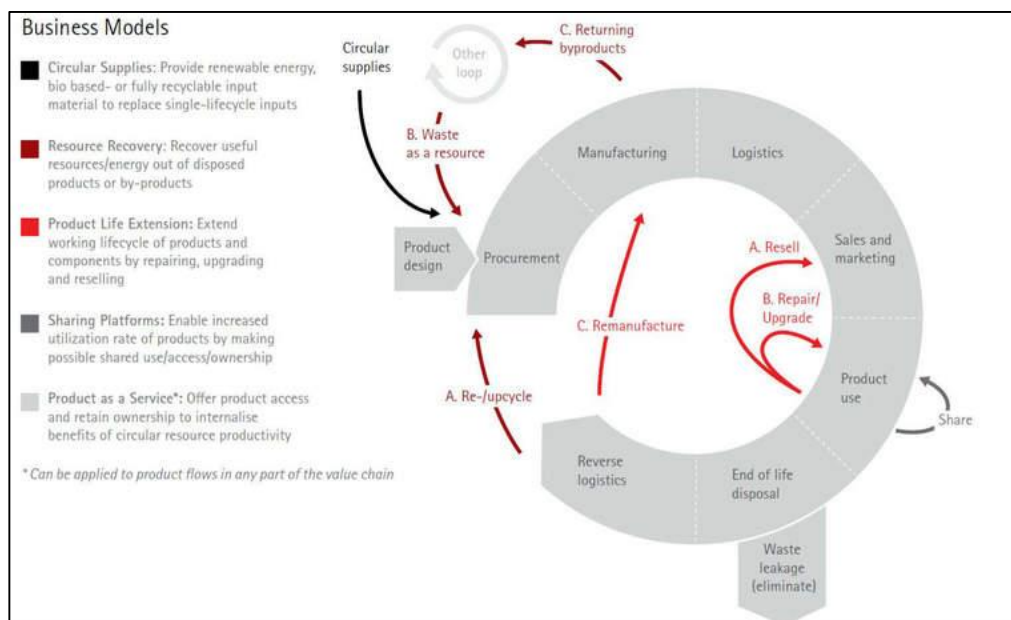 Business Models
Circular Supplies: Provide renewable energy,
bio based- or fully recyclable input
material to replace single-lifecycle inputs
Resource Recovery: Recover useful
resources/energy out of disposed
products or by-products
Product Life Extension: Extend
working lifecycle of products and
components by repairing, upgrading
and reselling
Sharing Platforms: Enable increased
utilization rate of products by making
possible shared use/access/ownership
Product as a Service*: Offer product access
and retain ownership to internalise
benefits of circular resource productivity
*Can be applied to product flows in any part of the value chain
Circular
supplies
Other
loop
C. Returning
byproducts
B. Waste
as a resource
Manufacturing
Logistics
Product
design
Procurement
Sales and
marketing
A. Resell
B. Repair/
Upgrade
C. Remanufacture
Product
use
Share
A. Re-/upcycle
Reverse
logistics
End of life
disposal
Waste
leakage
(eliminate)